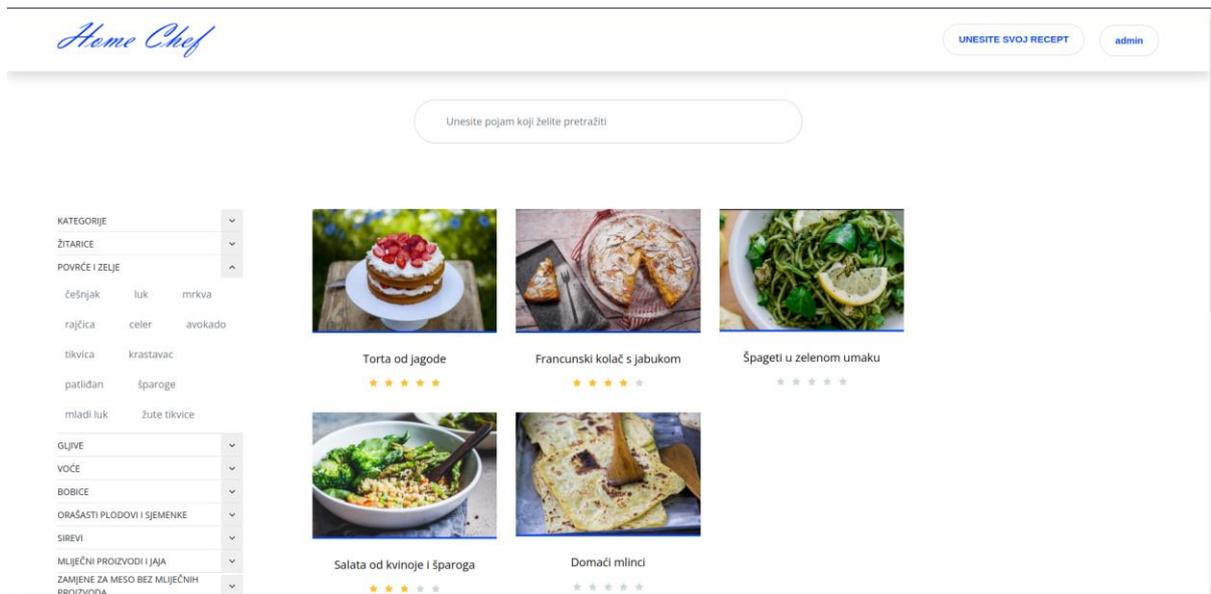 Home Chef
UNESITE SVOJ RECEPT
admin
Unesite pojam koji želite pretražiti
KATEGORIJE
ŽITARICE
POVRĆE I ZELJE
češnjak luk mrkva
rajčica celer avokado
tikvica krastavac
patliđan šparoge
mladi luk žute tikvice
GLJIVE
VOĆE
BOBICE
ORAŠASTI PLODOVI I SJEMENKE
SIREVI
MLIJEČNI PROIZVODI I JAJA
ZAMJENE ZA MESO BEZ MLIJEČNIH
PROIZVODA
Torta od jagode
Francunski kolač s jabukom
Špageti u zelenom umaku
Salata od kvinoje i šparoga
Domaći mlinci